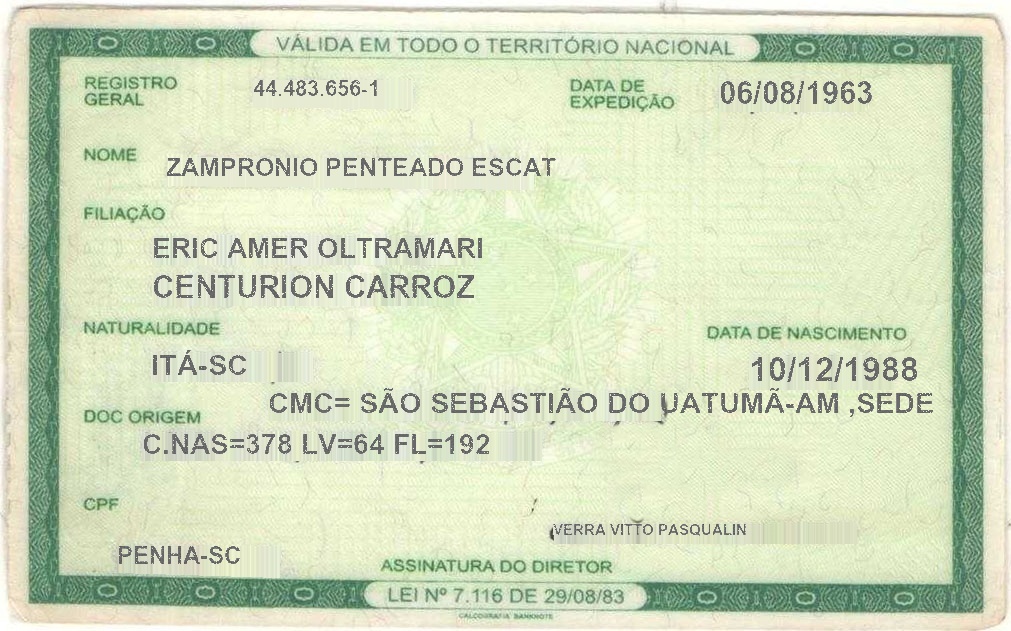 VÁLIDA EM TODO O TERRITÓRIO NACIONAL
REGISTRO GERAL 44.483.656-1 DATA DE EXPEDIÇÃO 06/08/1963
NOME ZAMPRONIO PENTEADO ESCAT
FILIAÇÃO
ERIC AMER OLTRAMARI
CENTURION CARROZ
NATURALIDADE DATA DE NASCIMENTO
ITÁ-SC 10/12/1988
CMC= SÃO SEBASTIÃO DO UATUMÃ-AM ,SEDE
DOC ORIGEM
C.NAS=378 LV=64 FL=192
CPF
VERRA VITTO PASQUALIN
PENHA-SC
ASSINATURA DO DIRETOR
LEI Nº 7.116 DE 29/08/83
CALCOGRAFIA BANKNOTE